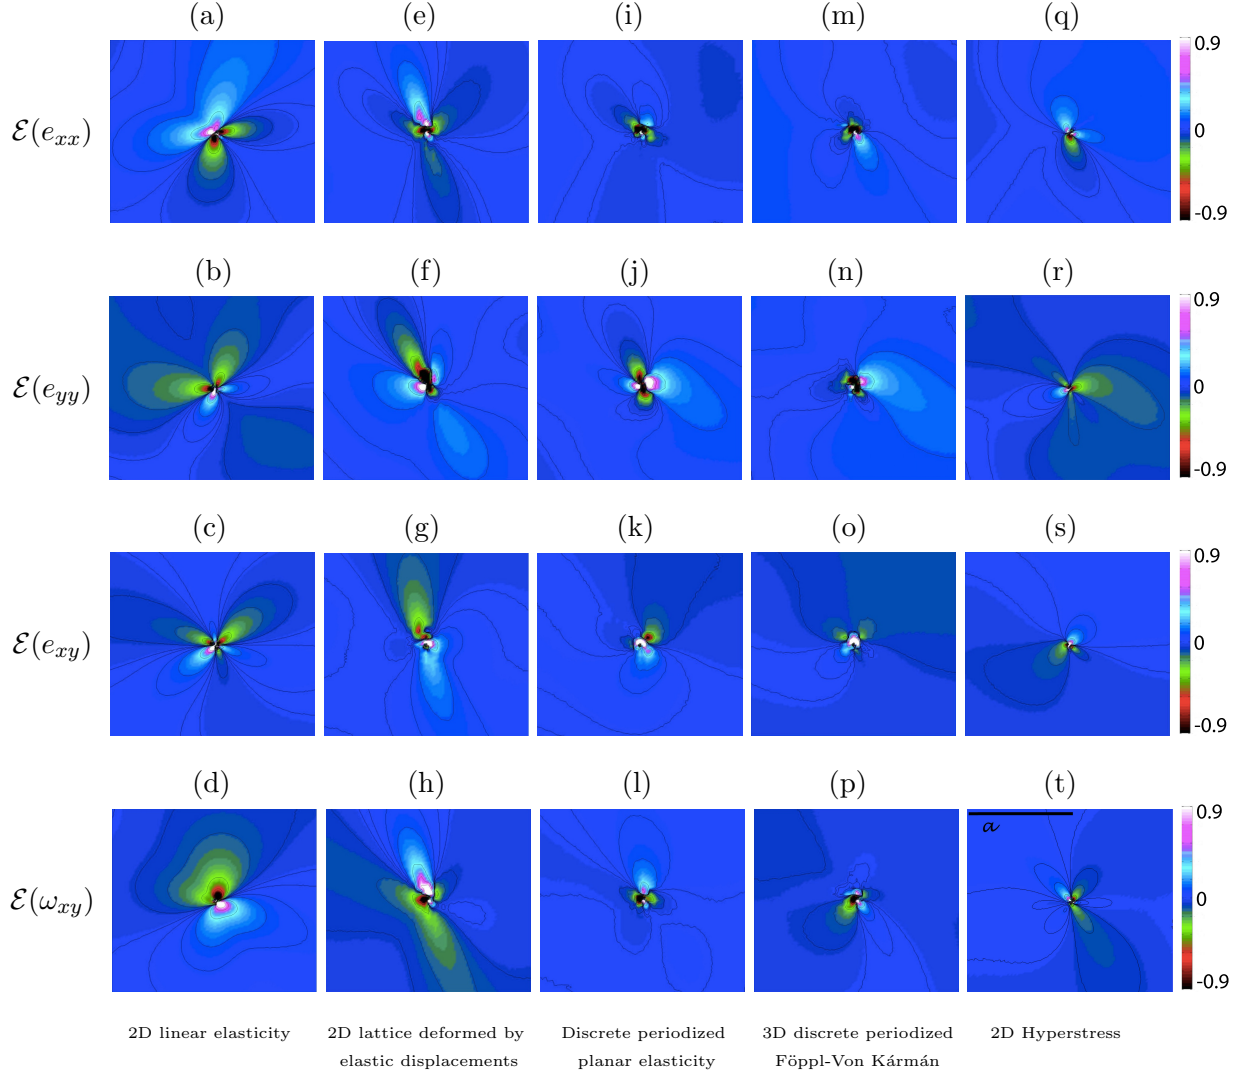 (a) (e) (i) (m) (q)
ℰ(e_xx) 0.9
0
-0.9
(b) (f) (j) (n) (r)
ℰ(e_yy) 0.9
0
-0.9
(c) (g) (k) (o) (s)
ℰ(e_xy) 0.9
0
-0.9
(d) (h) (l) (p) (t)
ℰ(ω_xy) α 0.9
0
-0.9
2D linear elasticity 2D lattice deformed by Discrete periodized 3D discrete periodized 2D Hyperstress
elastic displacements planar elasticity Föppl-Von Kármán